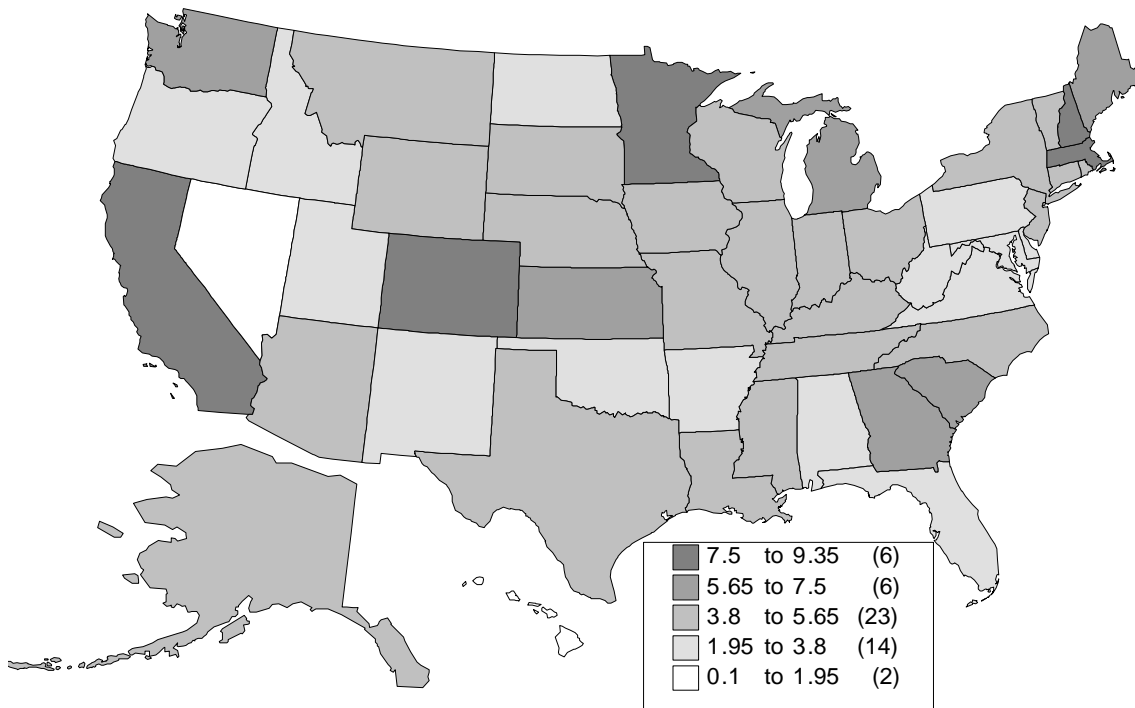 7.5 to 9.35 (6)
5.65 to 7.5 (6)
3.8 to 5.65 (23)
1.95 to 3.8 (14)
0.1 to 1.95 (2)